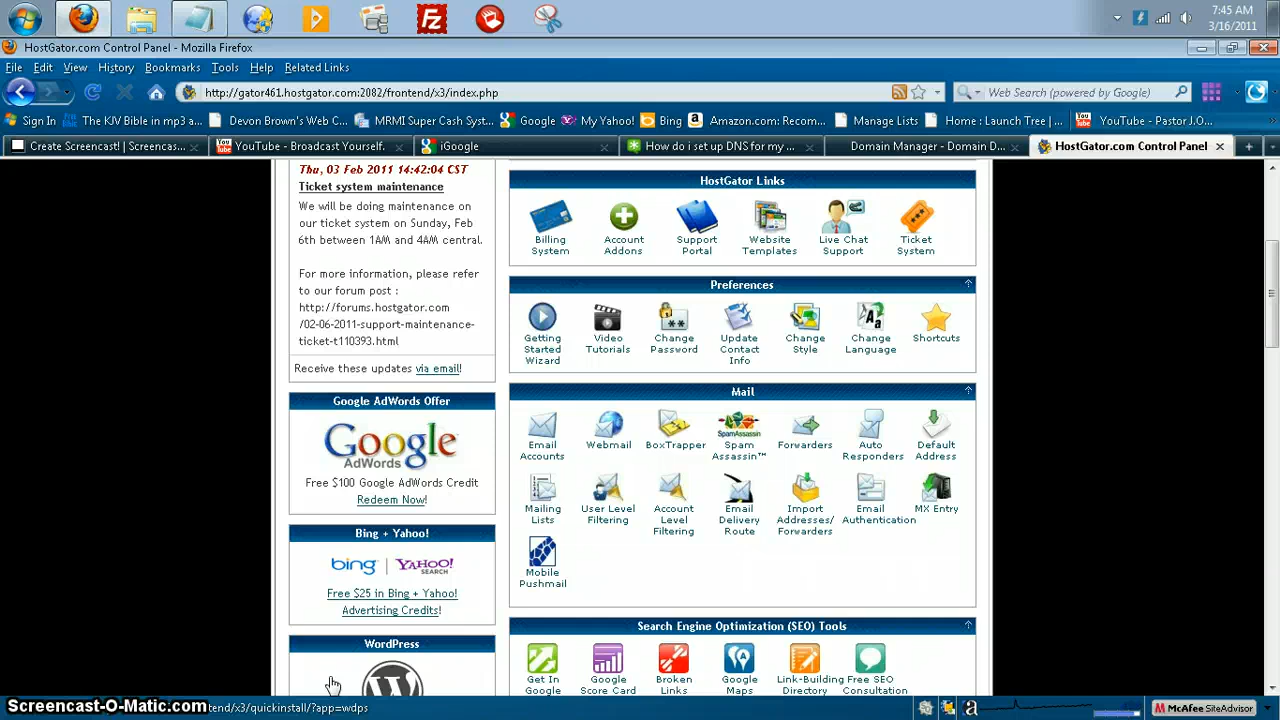 7:45 AM
3/16/2011
HostGator.com Control Panel - Mozilla Firefox
File Edit View History Bookmarks Tools Help Related Links
http://gator461.hostgator.com:2082/frontend/x3/index.php
Web Search (powered by Google)
Sign In The KJV Bible in mp3 a... Devon Brown's Web C... MRMI Super Cash Syst... Google My Yahoo! Bing Amazon.com: Recom... Manage Lists Home : Launch Tree | ... YouTube - Pastor J.O...
Create Screencast! | Screencas... YouTube - Broadcast Yourself. iGoogle How do i set up DNS for my ... Domain Manager - Domain D... HostGator.com Control Panel
Thu, 03 Feb 2011 14:42:04 CST
Ticket system maintenance
We will be doing maintenance on
our ticket system on Sunday, Feb
6th between 1AM and 4AM central.
For more information, please refer
to our forum post :
http://forums.hostgator.com
/02-06-2011-support-maintenance-
ticket-t110393.html
Receive these updates via email!
Google AdWords Offer
Google
AdWords
Free $100 Google AdWords Credit
Redeem Now!
Bing + Yahoo!
bing | YAHOO!
SEARCH
Free $25 in Bing + Yahoo!
Advertising Credits!
WordPress
HostGator Links
Billing System
Account Addons
Support Portal
Website Templates
Live Chat Support
Ticket System
Preferences
Getting Started Wizard
Video Tutorials
Change Password
Update Contact Info
Change Style
Change Language
Shortcuts
Mail
Email Accounts
Webmail
BoxTrapper
SpamAssassin
Spam Assassin™
Forwarders
Auto Responders
Default Address
Mailing Lists
User Level Filtering
Account Level Filtering
Email Delivery Route
Import Addresses/ Forwarders
Email Authentication
MX Entry
Mobile Pushmail
Search Engine Optimization (SEO) Tools
Get In Google
Google Score Card
Broken Links
Google Maps
Link-Building Directory
Free SEO Consultation
Screencast-O-Matic.com
tend/x3/quickinstall/?app=wdps
McAfee SiteAdvisor